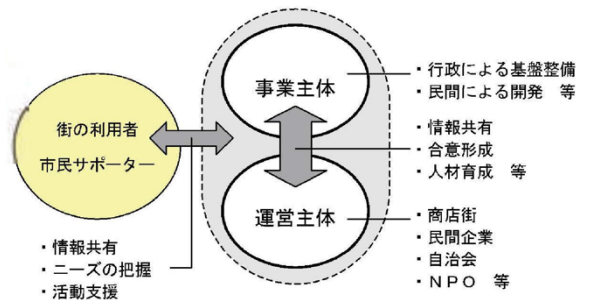 事業主体
・行政による基盤整備
・民間による開発 等
街の利用者
市民サポーター
・情報共有
・合意形成
・人材育成 等
運営主体
・商店街
・民間企業
・自治会
・NPO 等
・情報共有
・ニーズの把握
・活動支援